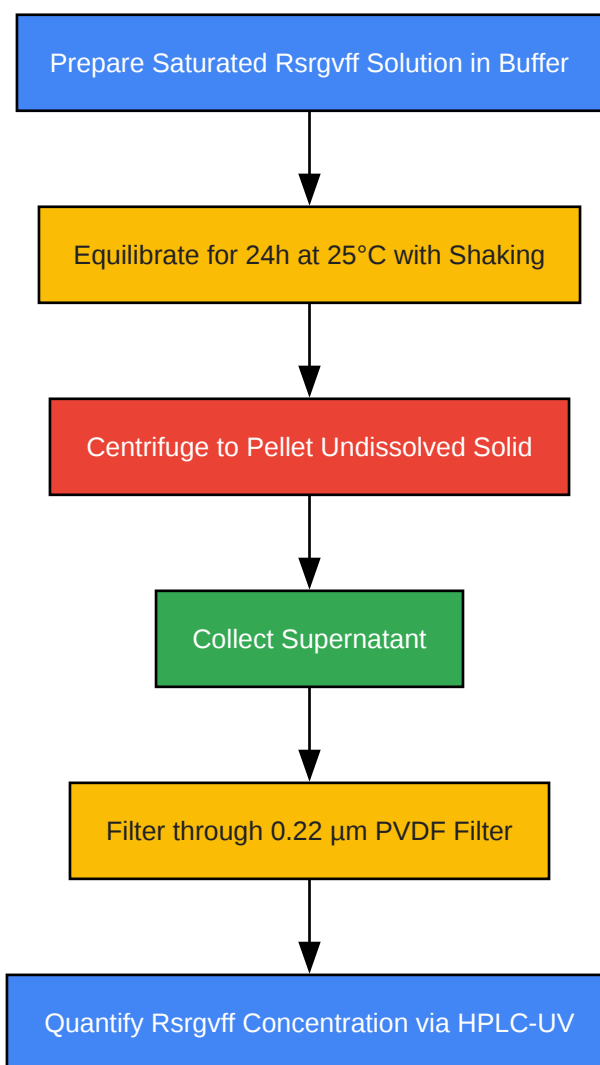 Prepare Saturated Rsrgvff Solution in Buffer
Equilibrate for 24h at 25°C with Shaking
Centrifuge to Pellet Undissolved Solid
Collect Supernatant
Filter through 0.22 µm PVDF Filter
Quantify Rsrgvff Concentration via HPLC-UV